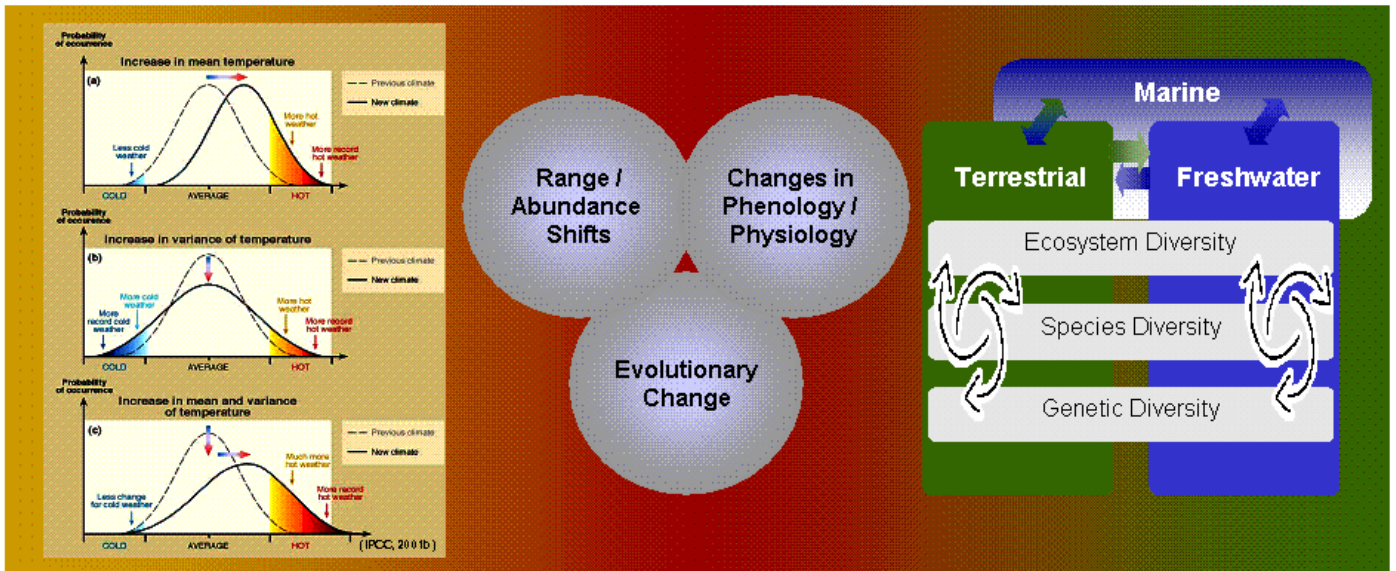 Probability
of occurrence
Increase in mean temperature
(a)
Previous climate
New climate
Less cold
weather
More hot
weather
More record
hot weather
COLD
AVERAGE
HOT
Probability
of occurrence
Increase in variance of temperature
(b)
Previous climate
New climate
More cold
weather
More
record cold
weather
More hot
weather
More record
hot weather
COLD
AVERAGE
HOT
Probability
of occurrence
Increase in mean and variance
of temperature
(c)
Previous climate
New climate
Much more
hot weather
Less change
for cold weather
More record
hot weather
COLD
AVERAGE
HOT
(IPCC, 2001b)
Range /
Abundance
Shifts
Changes in
Phenology /
Physiology
Evolutionary
Change
Marine
Terrestrial
Freshwater
Ecosystem Diversity
Species Diversity
Genetic Diversity